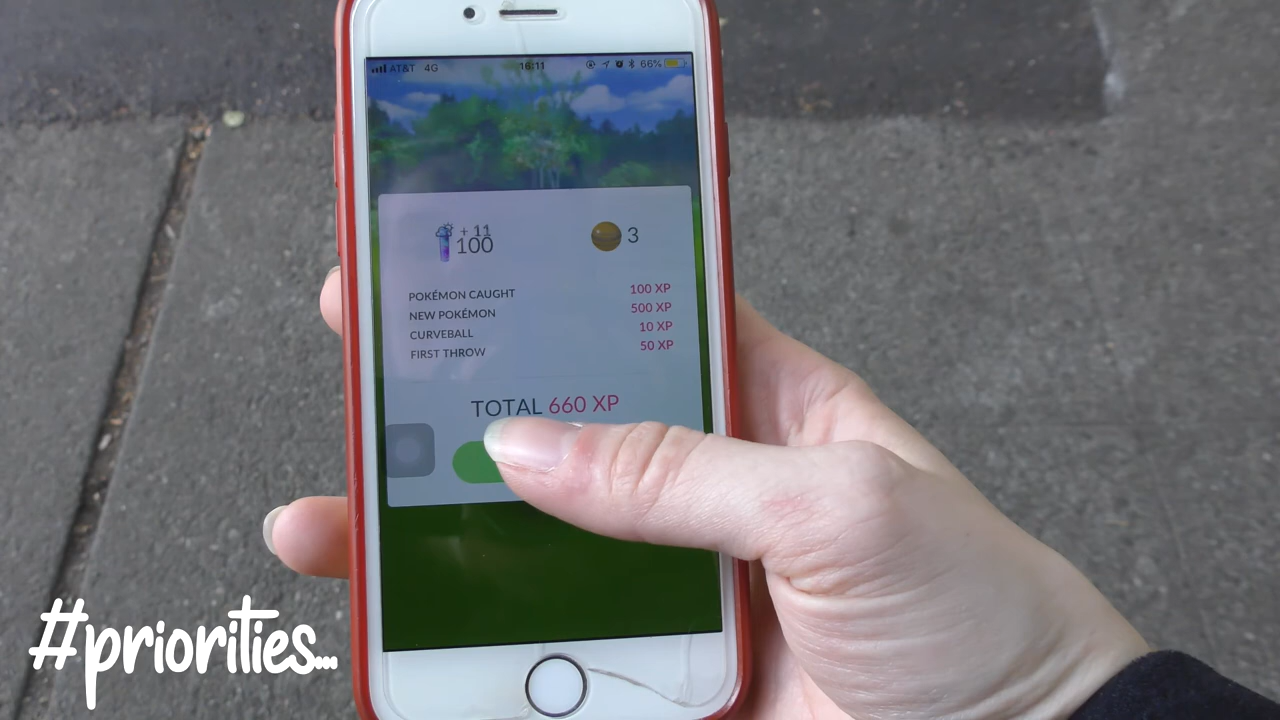 AT&T 4G 16:11 66%
+ 11
100
3
POKÉMON CAUGHT 100 XP
NEW POKÉMON 500 XP
CURVEBALL 10 XP
FIRST THROW 50 XP
TOTAL 660 XP
#priorities...